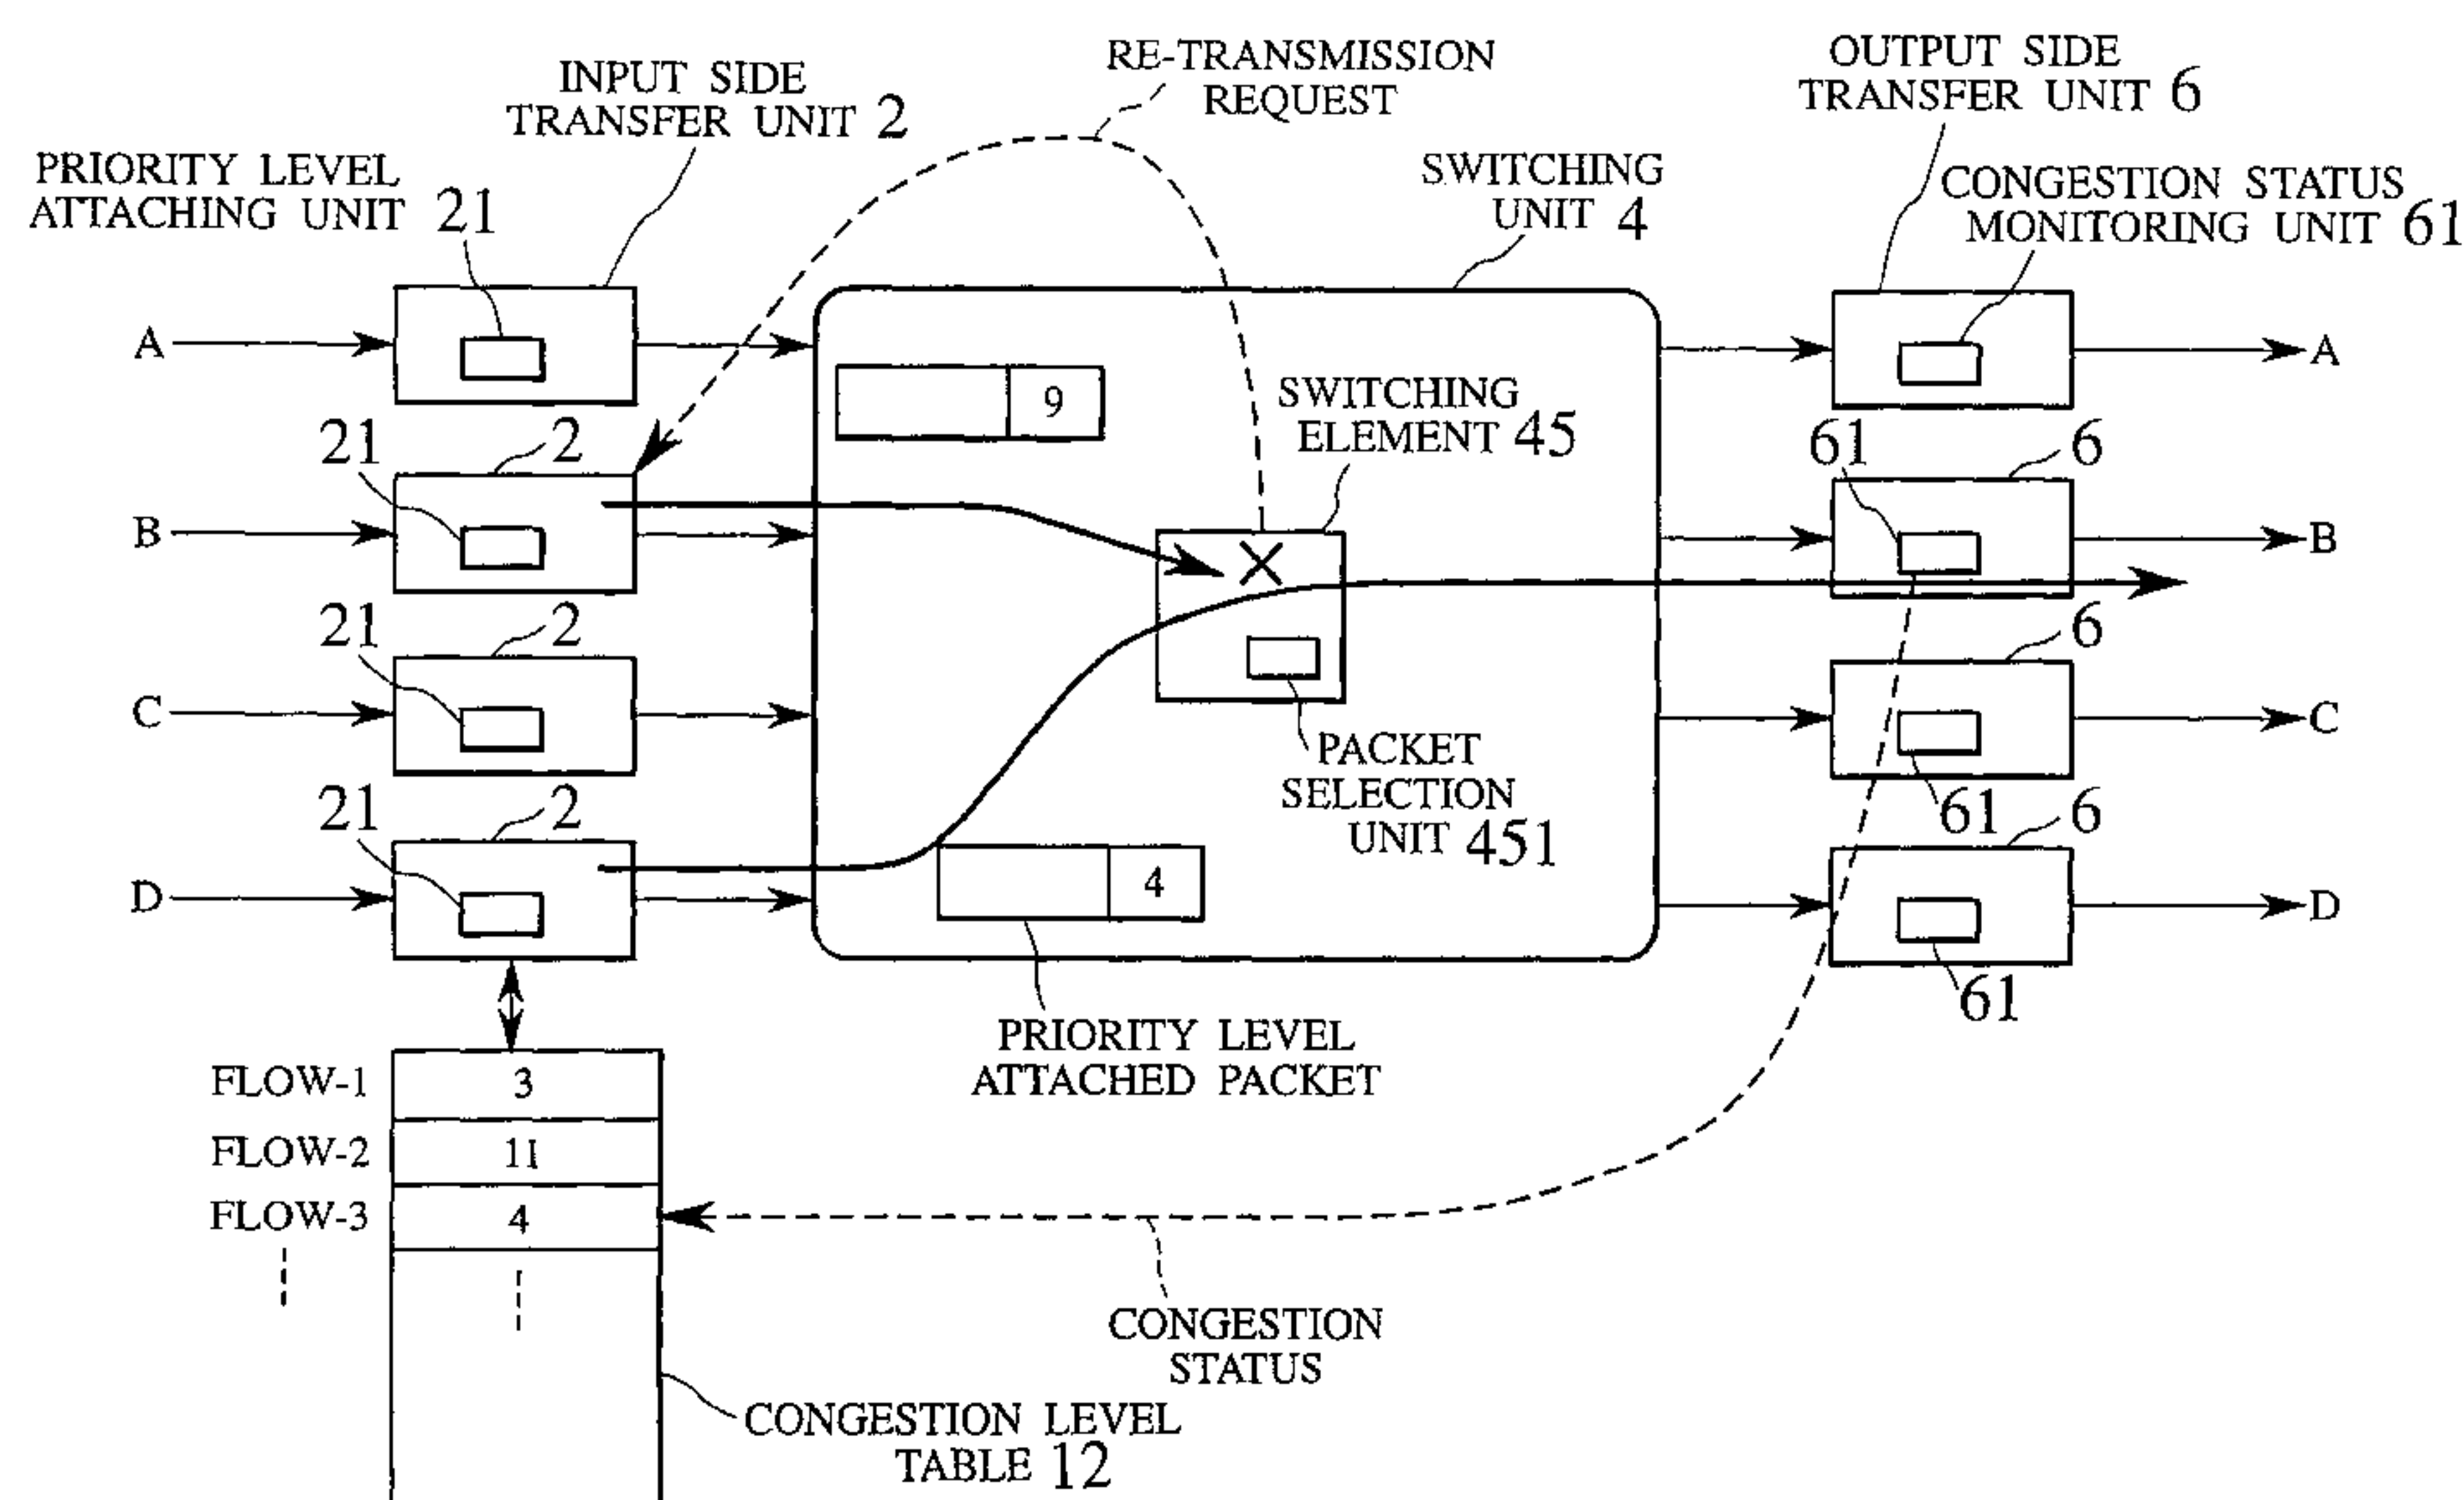 RE-TRANSMISSION
REQUEST
OUTPUT SIDE
TRANSFER UNIT 6
INPUT SIDE
TRANSFER UNIT 2
PRIORITY LEVEL
ATTACHING UNIT 21
SWITCHING
UNIT 4
CONGESTION STATUS
MONITORING UNIT 61
A
A
9
SWITCHING
ELEMENT 45
21
2
61
6
B
B
21
2
6
C
C
PACKET
SELECTION
UNIT 451
61
21
2
6
D
4
D
61
PRIORITY LEVEL
ATTACHED PACKET
FLOW-1 3
FLOW-2 11
FLOW-3 4
CONGESTION
STATUS
CONGESTION LEVEL
TABLE 12